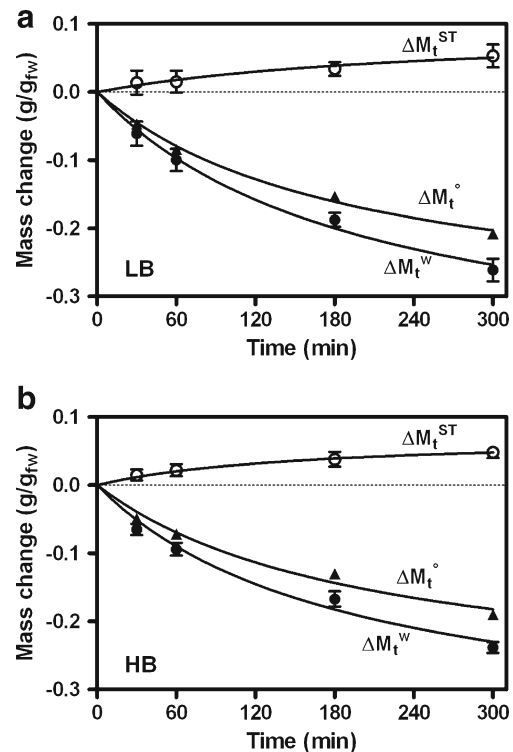 a
0.1
0.0
-0.1
-0.2
-0.3
Mass change (g/gfw)
ΔMtST
ΔMt°
ΔMtW
LB
0 60 120 180 240 300
Time (min)
b
0.1
0.0
-0.1
-0.2
-0.3
Mass change (g/gfw)
ΔMtST
ΔMt°
ΔMtW
HB
0 60 120 180 240 300
Time (min)